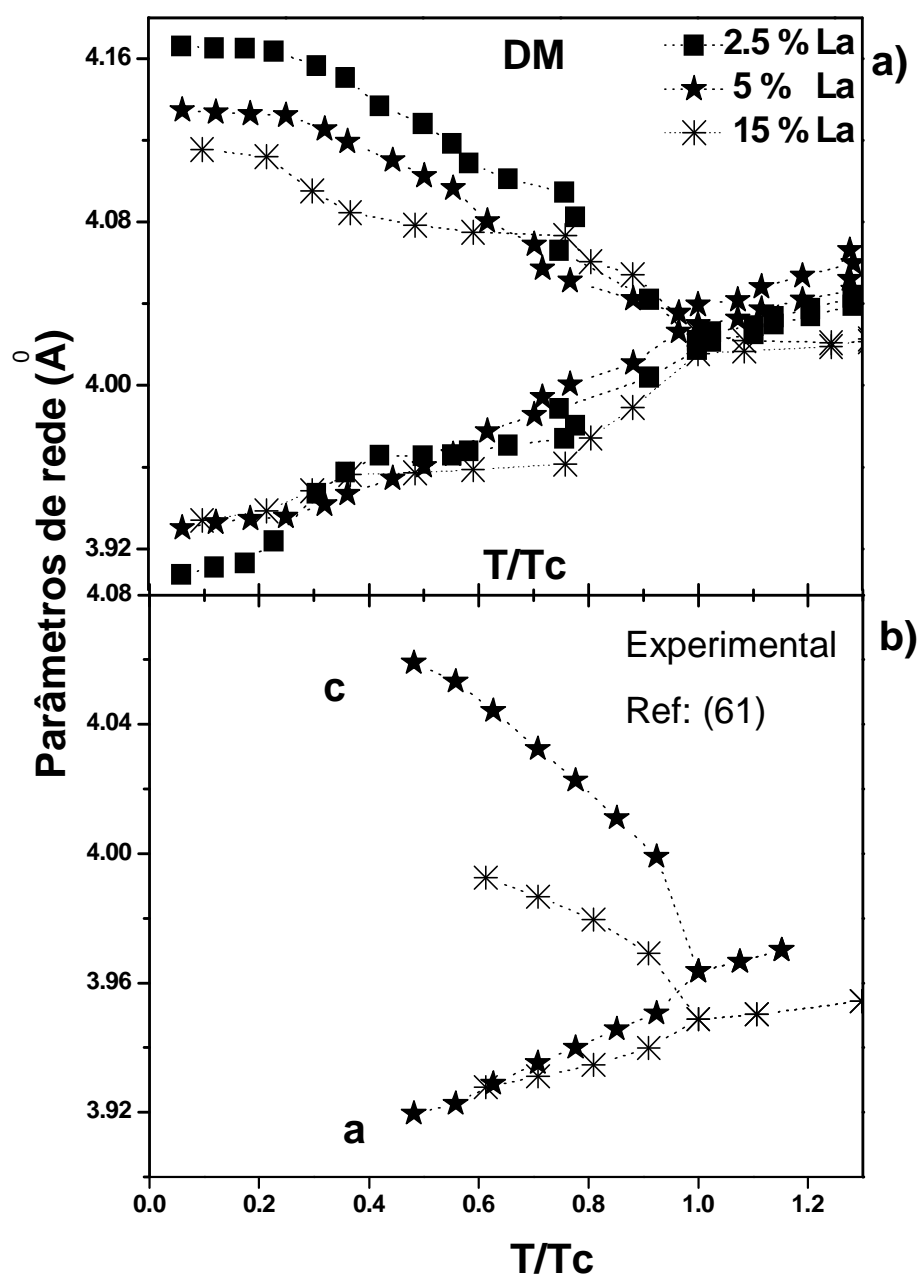 DM
2.5 % La
5 % La
15 % La
a)
4.16
4.08
4.00
3.92
4.08
T/Tc
Parâmetros de rede (Å)
b)
Experimental
Ref: (61)
c
a
4.04
4.00
3.96
3.92
0.0 0.2 0.4 0.6 0.8 1.0 1.2
T/Tc